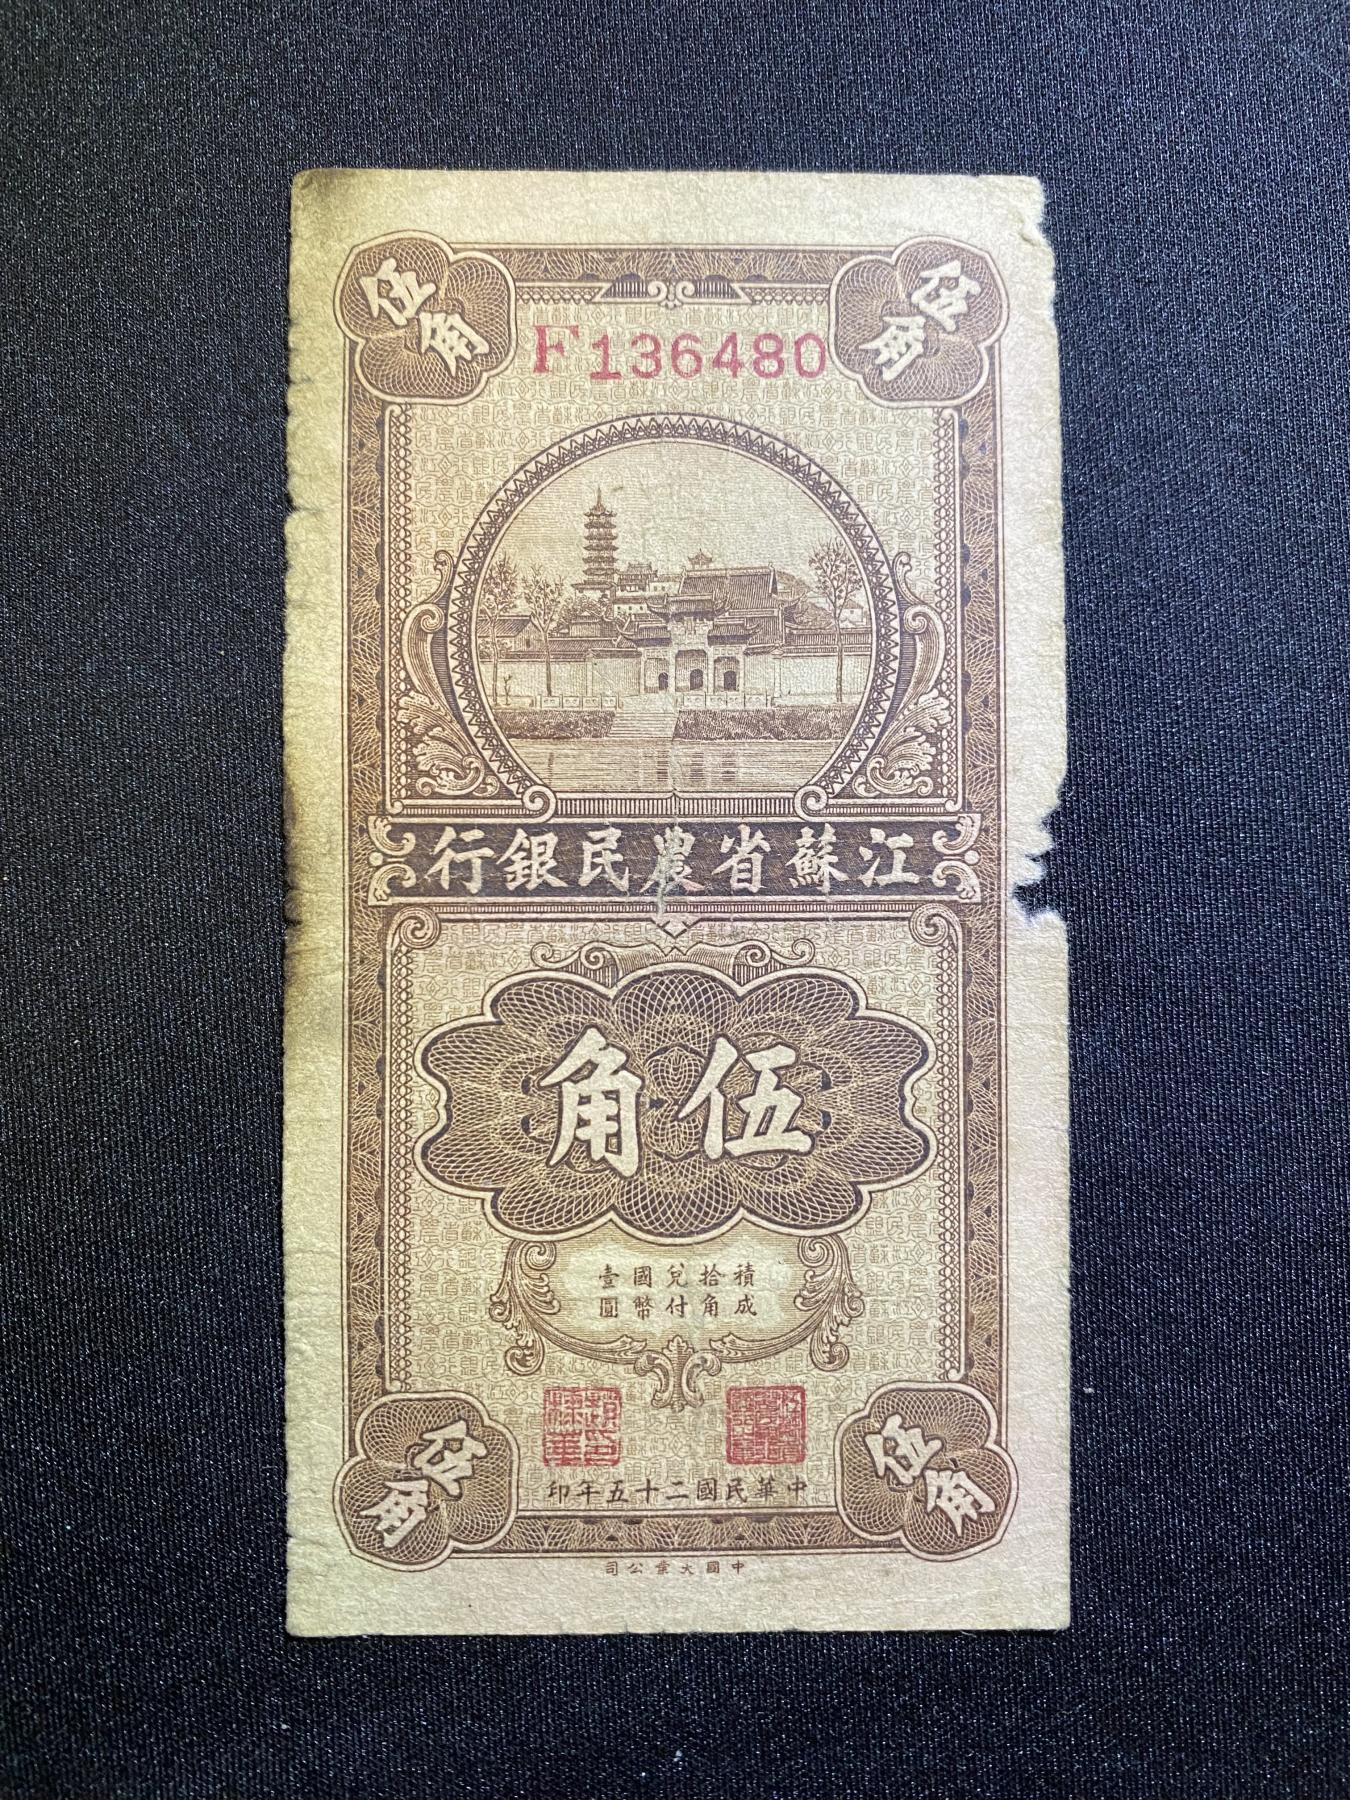 伍角
伍角
F136480
江蘇省農民銀行
伍角
積成拾角兌付國幣壹圓
中華民國二十五年印
伍角
伍角
中國大業公司